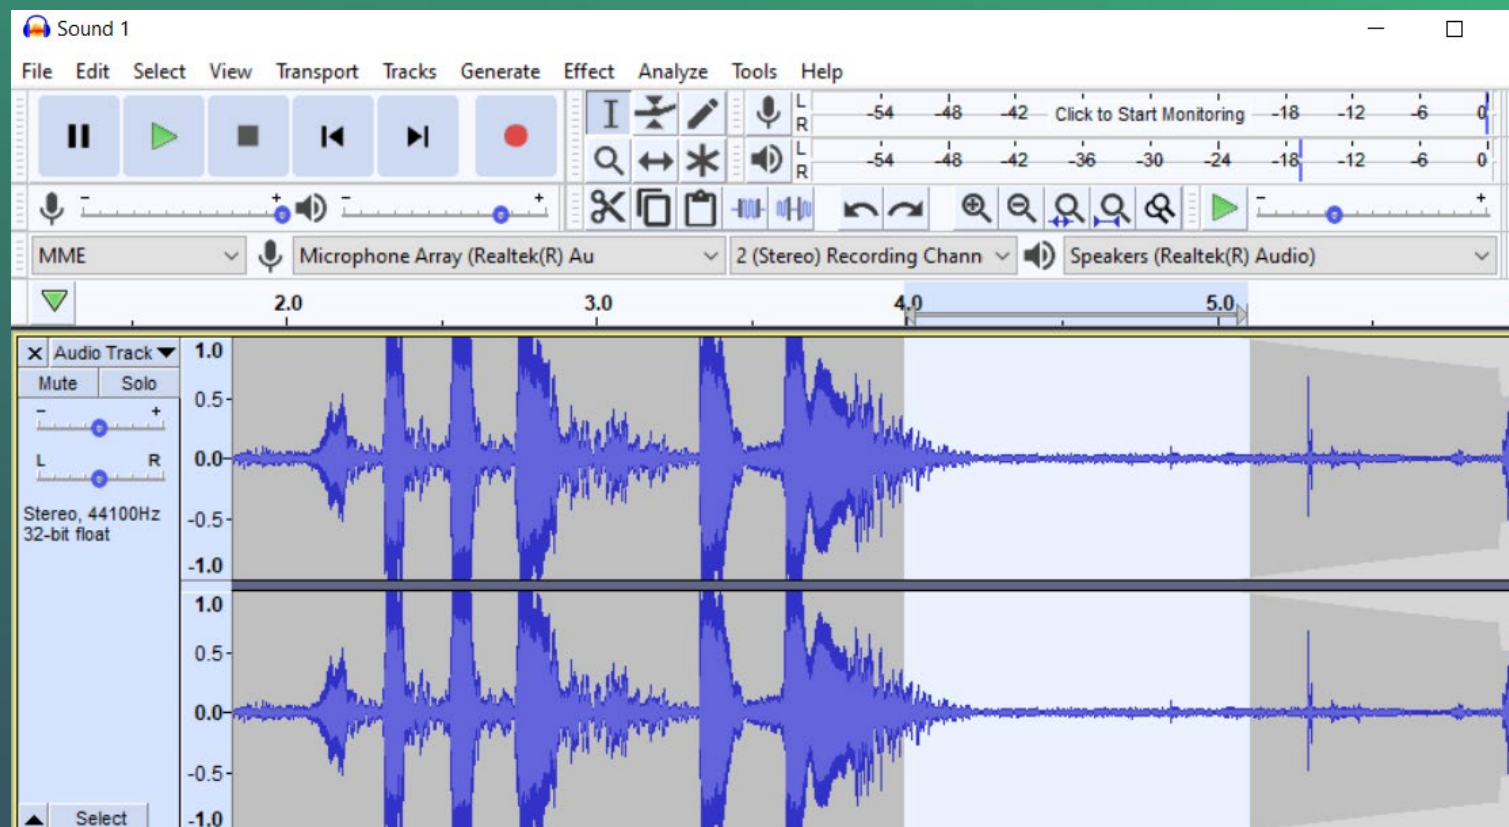 Sound 1
File Edit Select View Transport Tracks Generate Effect Analyze Tools Help
L
R
-54 -48 -42 Click to Start Monitoring -18 -12 -6 0
L
R
-54 -48 -42 -36 -30 -24 -18 -12 -6 0
- + - +
- +
MME Microphone Array (Realtek(R) Au 2 (Stereo) Recording Chann Speakers (Realtek(R) Audio)
2.0 3.0 4.0 5.0
X Audio Track 1.0
Mute Solo
0.5-
- +
L R 0.0-
Stereo, 44100Hz -0.5-
32-bit float
-1.0
1.0
0.5-
0.0-
-0.5-
Select -1.0